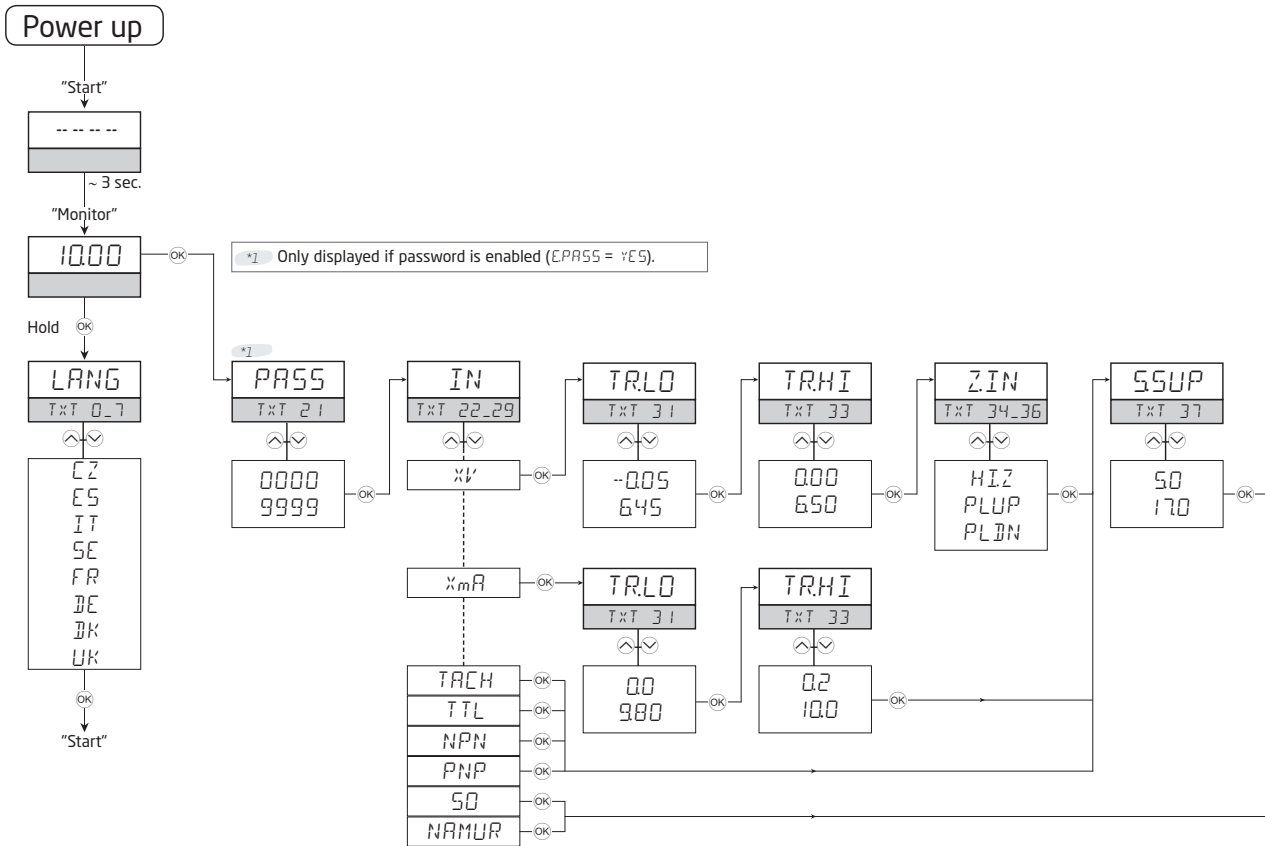 Power up
"Start"
-- -- -- --
~ 3 sec.
"Monitor"
10.00
OK
*1 Only displayed if password is enabled (E.PASS = YES).
Hold OK
LANG
TXT 0_7
CZ
ES
IT
SE
FR
DE
DK
UK
OK
"Start"
*1
PASS
TXT 21
0000
9999
OK
IN
TXT 22_29
XV
OK
XmA
OK
TACH
OK
TTL
OK
NPN
OK
PNP
OK
S0
OK
NAMUR
OK
TR.LO
TXT 31
-0.05
6.45
OK
TR.HI
TXT 33
0.00
6.50
OK
Z.IN
TXT 34_36
HI.Z
PLUP
PLDN
OK
S.SUP
TXT 37
5.0
17.0
OK
TR.LO
TXT 31
0.0
9.80
OK
TR.HI
TXT 33
0.2
10.0
OK